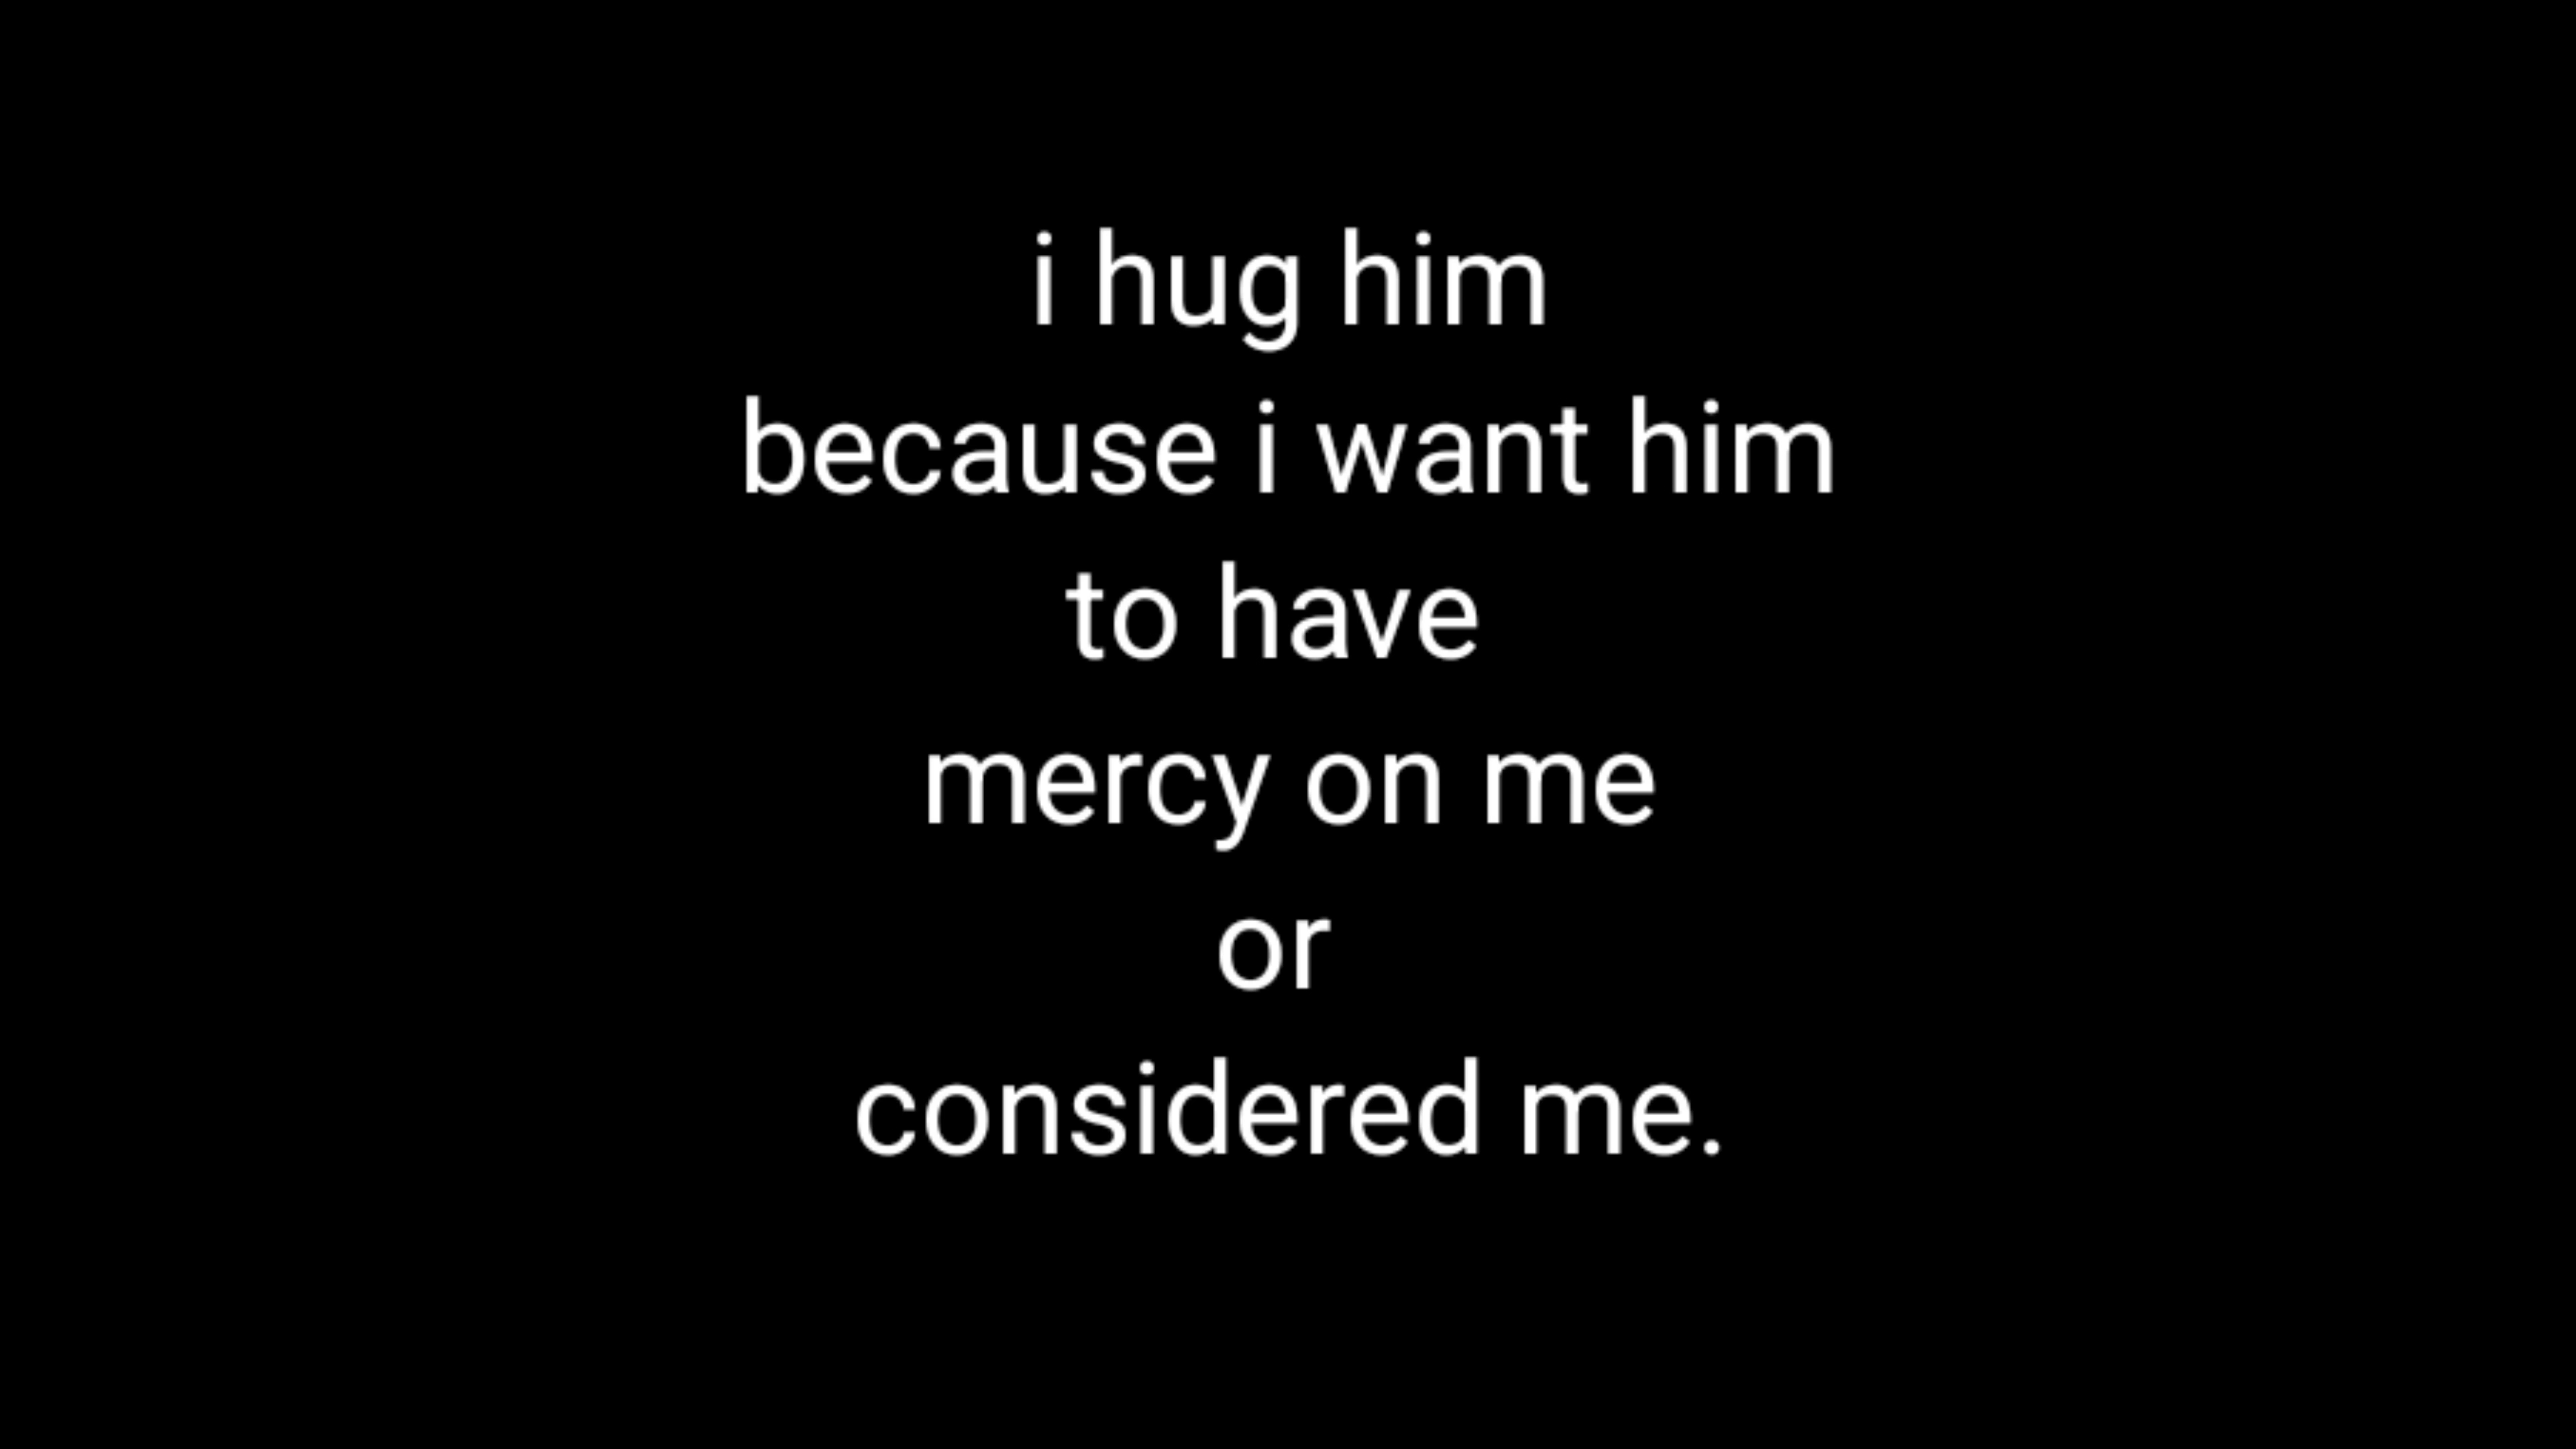 i hug him
because i want him
to have
mercy on me
or
considered me.